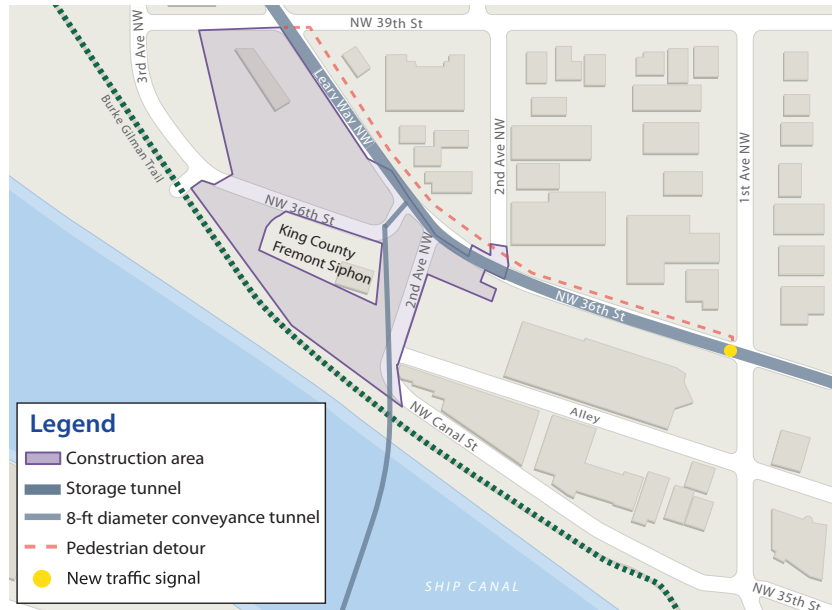 NW 39th St
3rd Ave NW
Leary Way NW
Burke Gilman Trail
2nd Ave NW
1st Ave NW
NW 36th St
King County
Fremont Siphon
2nd Ave NW
NW 36th St
Alley
NW Canal St
NW 35th St
SHIP CANAL
Legend
Construction area
Storage tunnel
8-ft diameter conveyance tunnel
Pedestrian detour
New traffic signal